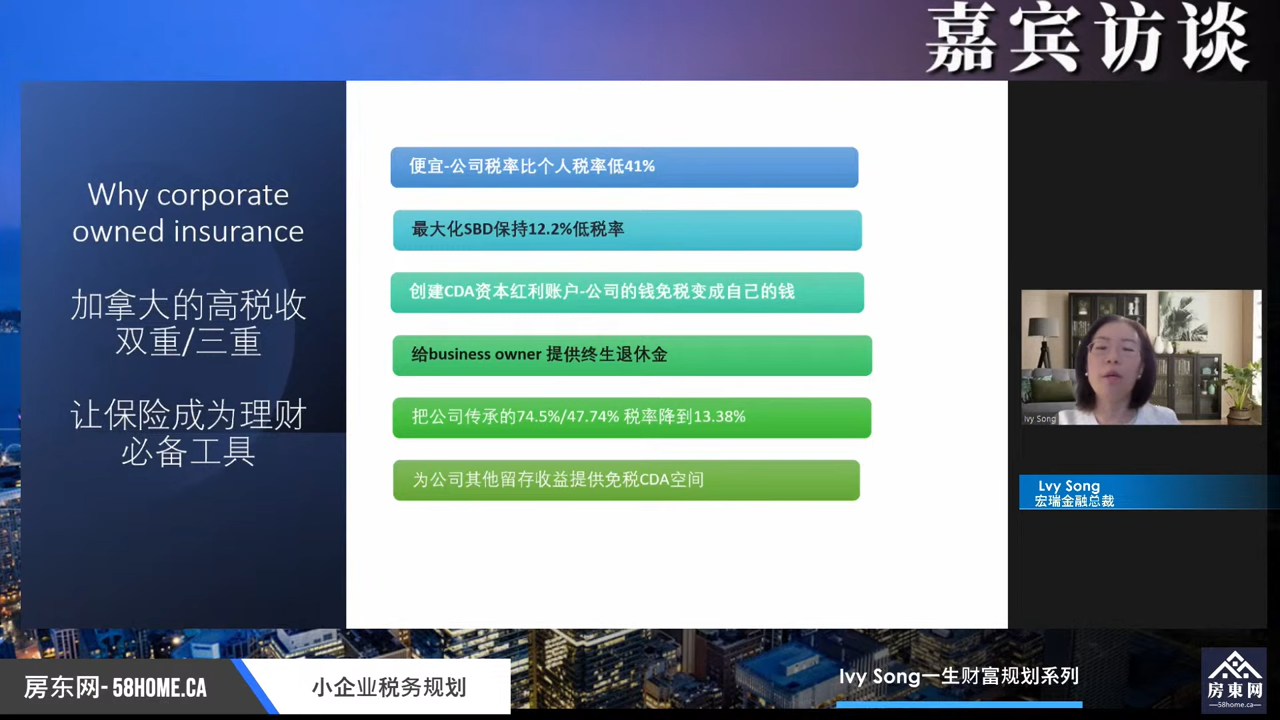 嘉宾访谈
Why corporate
owned insurance
加拿大的高税收
双重/三重
让保险成为理财
必备工具
便宜-公司税率比个人税率低41%
最大化SBD保持12.2%低税率
创建CDA资本红利账户-公司的钱免税变成自己的钱
给business owner 提供终生退休金
把公司传承的74.5%/47.74% 税率降到13.38%
为公司其他留存收益提供免税CDA空间
Ivy Song
Lvy Song
宏瑞金融总裁
房东网- 58HOME.CA
小企业税务规划
Ivy Song一生财富规划系列
房東网
—58home.ca—